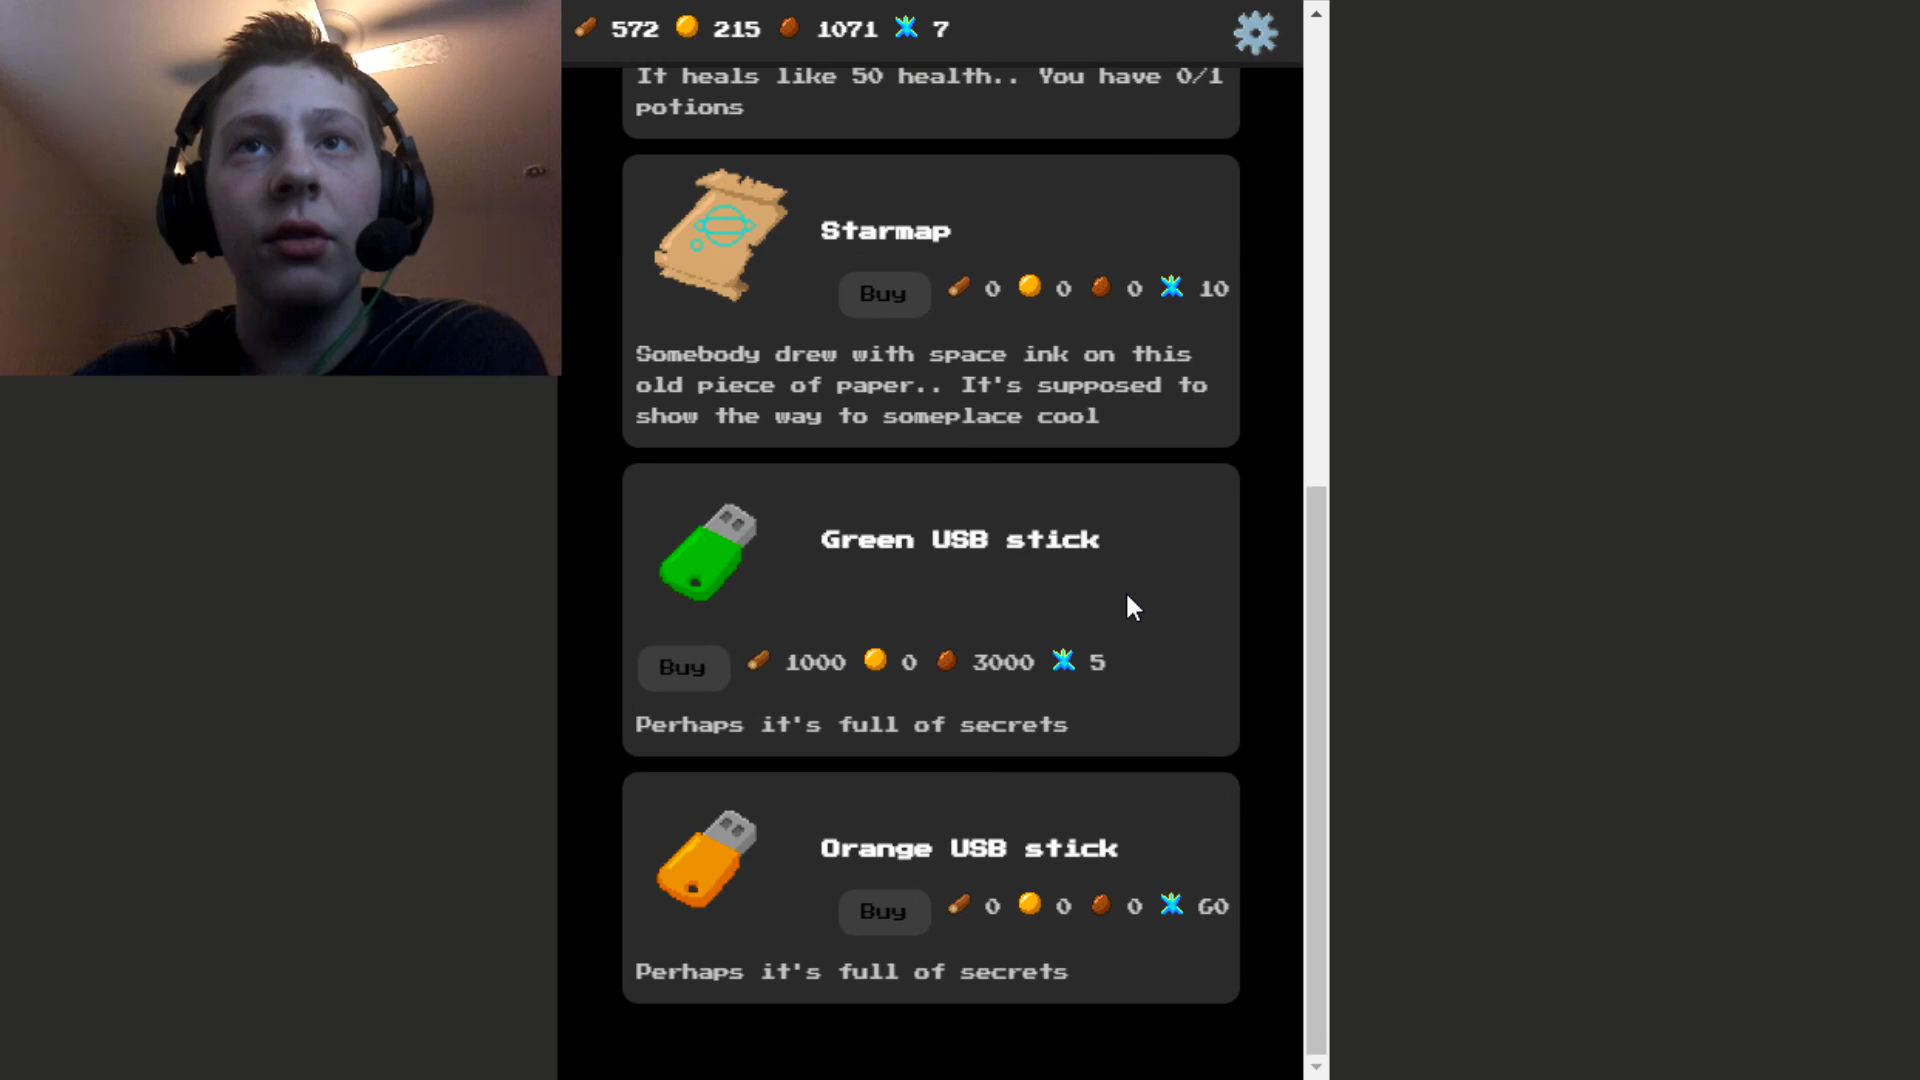 572 215 1071 7
It heals like 50 health.. You have 0/1
potions
Starmap
Buy 0 0 0 10
Somebody drew with space ink on this
old piece of paper.. It's supposed to
show the way to someplace cool
Green USB stick
Buy 1000 0 3000 5
Perhaps it's full of secrets
Orange USB stick
Buy 0 0 0 60
Perhaps it's full of secrets